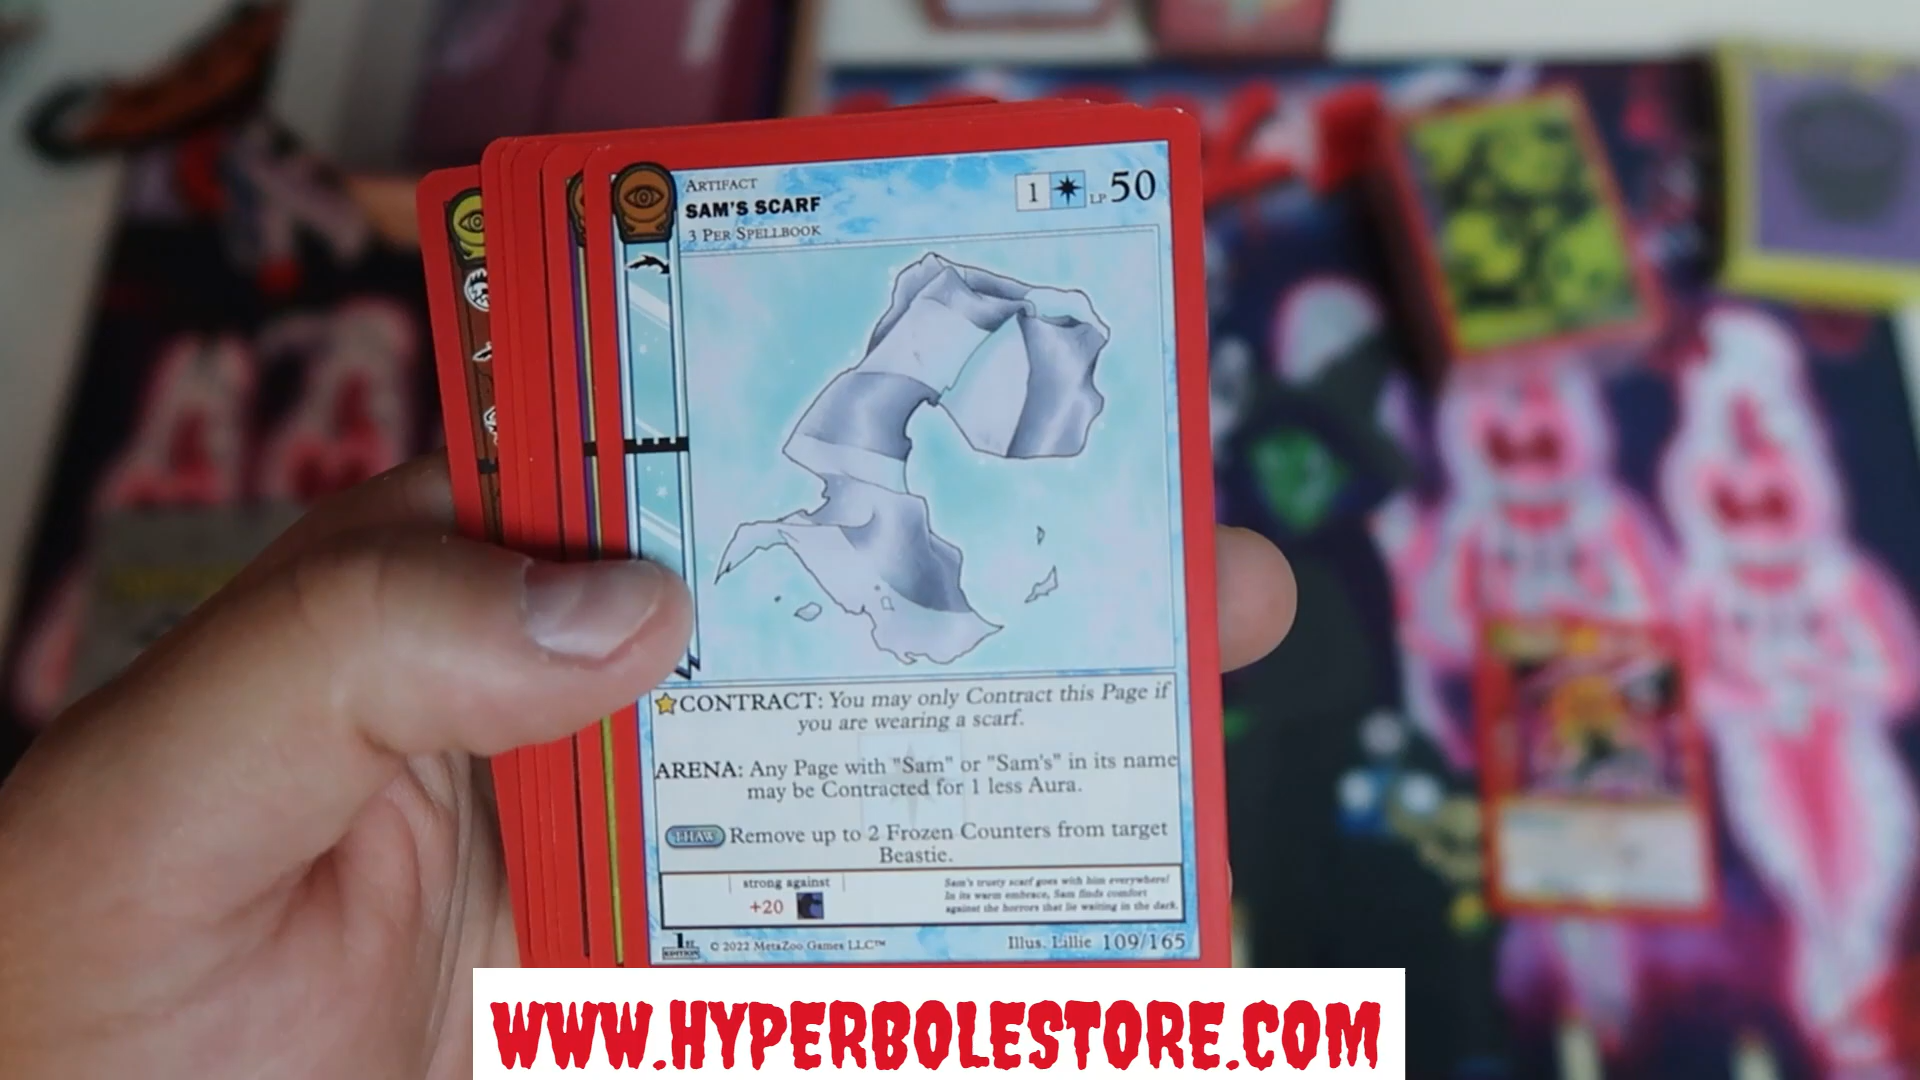 ARTIFACT
SAM'S SCARF
3 PER SPELLBOOK
1 LP 50
CONTRACT: You may only Contract this Page if
you are wearing a scarf.
ARENA: Any Page with "Sam" or "Sam's" in its name
may be Contracted for 1 less Aura.
THAW Remove up to 2 Frozen Counters from target
Beastie.
strong against
+20
Sam's trusty scarf goes with him everywhere!
In its warm embrace, Sam finds comfort
against the horrors that lie waiting in the dark.
1ST EDITION © 2022 MetaZoo Games LLC™ Illus. Lillie 109/165
WWW.HYPERBOLESTORE.COM